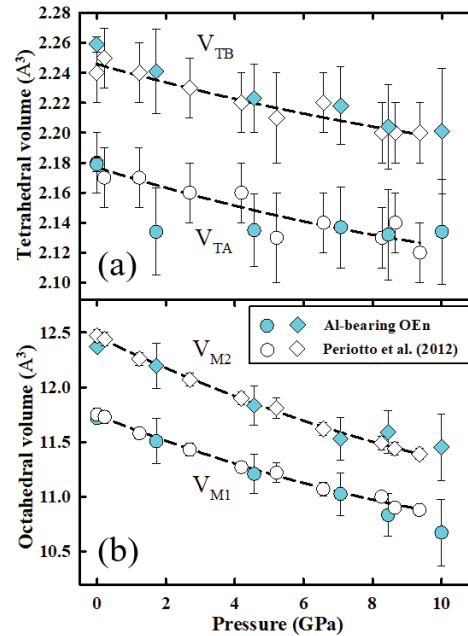 2.28
2.26
2.24
2.22
2.20
2.18
2.16
2.14
2.12
2.10
Tetrahedral volume (Å³)
V_TB
V_TA
(a)
12.5
12.0
11.5
11.0
10.5
Octahedral volume (Å³)
Al-bearing OEn
Periotto et al. (2012)
V_M2
V_M1
(b)
0 2 4 6 8 10
Pressure (GPa)